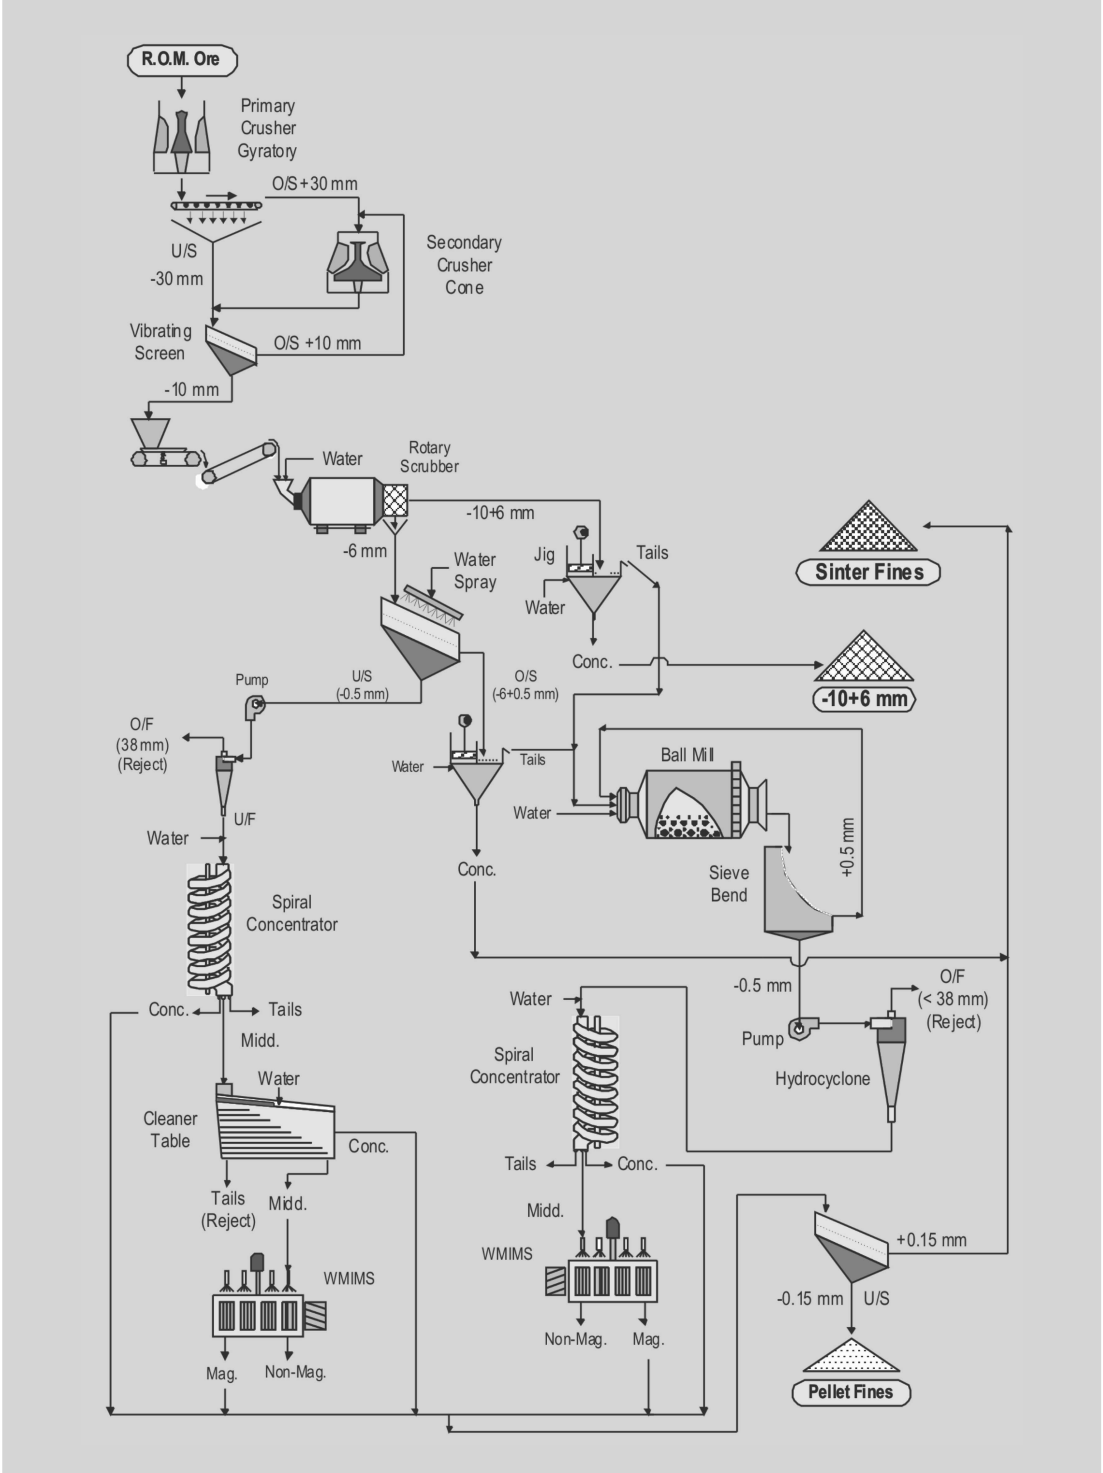 R.O.M. Ore
Primary
Crusher
Gyratory
O/S+30 mm
U/S
-30 mm
Secondary
Crusher
Cone
Vibrating
Screen
O/S +10 mm
-10 mm
Water
Rotary
Scrubber
-10+6 mm
-6 mm
Water
Spray
Jig
Tails
Water
Conc.
Sinter Fines
-10+6 mm
U/S
(-0.5 mm)
O/S
(-6+0.5 mm)
Pump
O/F
(38 mm)
(Reject)
U/F
Water
Water
Tails
Conc.
Ball Mill
Water
+0.5 mm
Sieve
Bend
-0.5 mm
Pump
O/F
(< 38 mm)
(Reject)
Hydrocyclone
Spiral
Concentrator
Conc.
Tails
Midd.
Water
Cleaner
Table
Conc.
Tails
(Reject)
Midd.
WMIMS
Mag.
Non-Mag.
Water
Spiral
Concentrator
Tails
Conc.
Midd.
WMIMS
Non-Mag.
Mag.
+0.15 mm
-0.15 mm
U/S
Pellet Fines